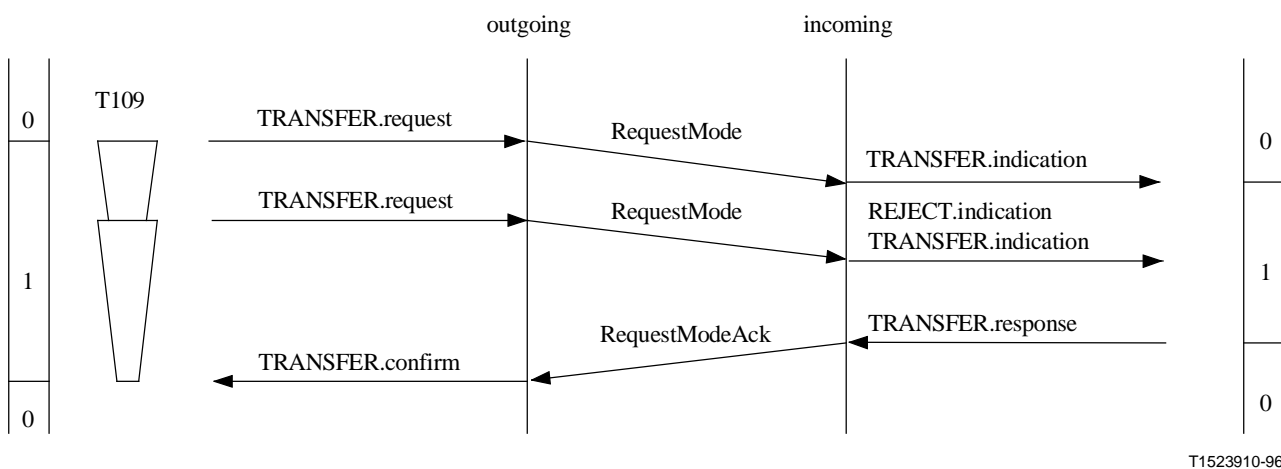 outgoing
incoming
T109
0
TRANSFER.request
RequestMode
0
TRANSFER.indication
TRANSFER.request
RequestMode
REJECT.indication
TRANSFER.indication
1
1
RequestModeAck
TRANSFER.response
TRANSFER.confirm
0
0
T1523910-96